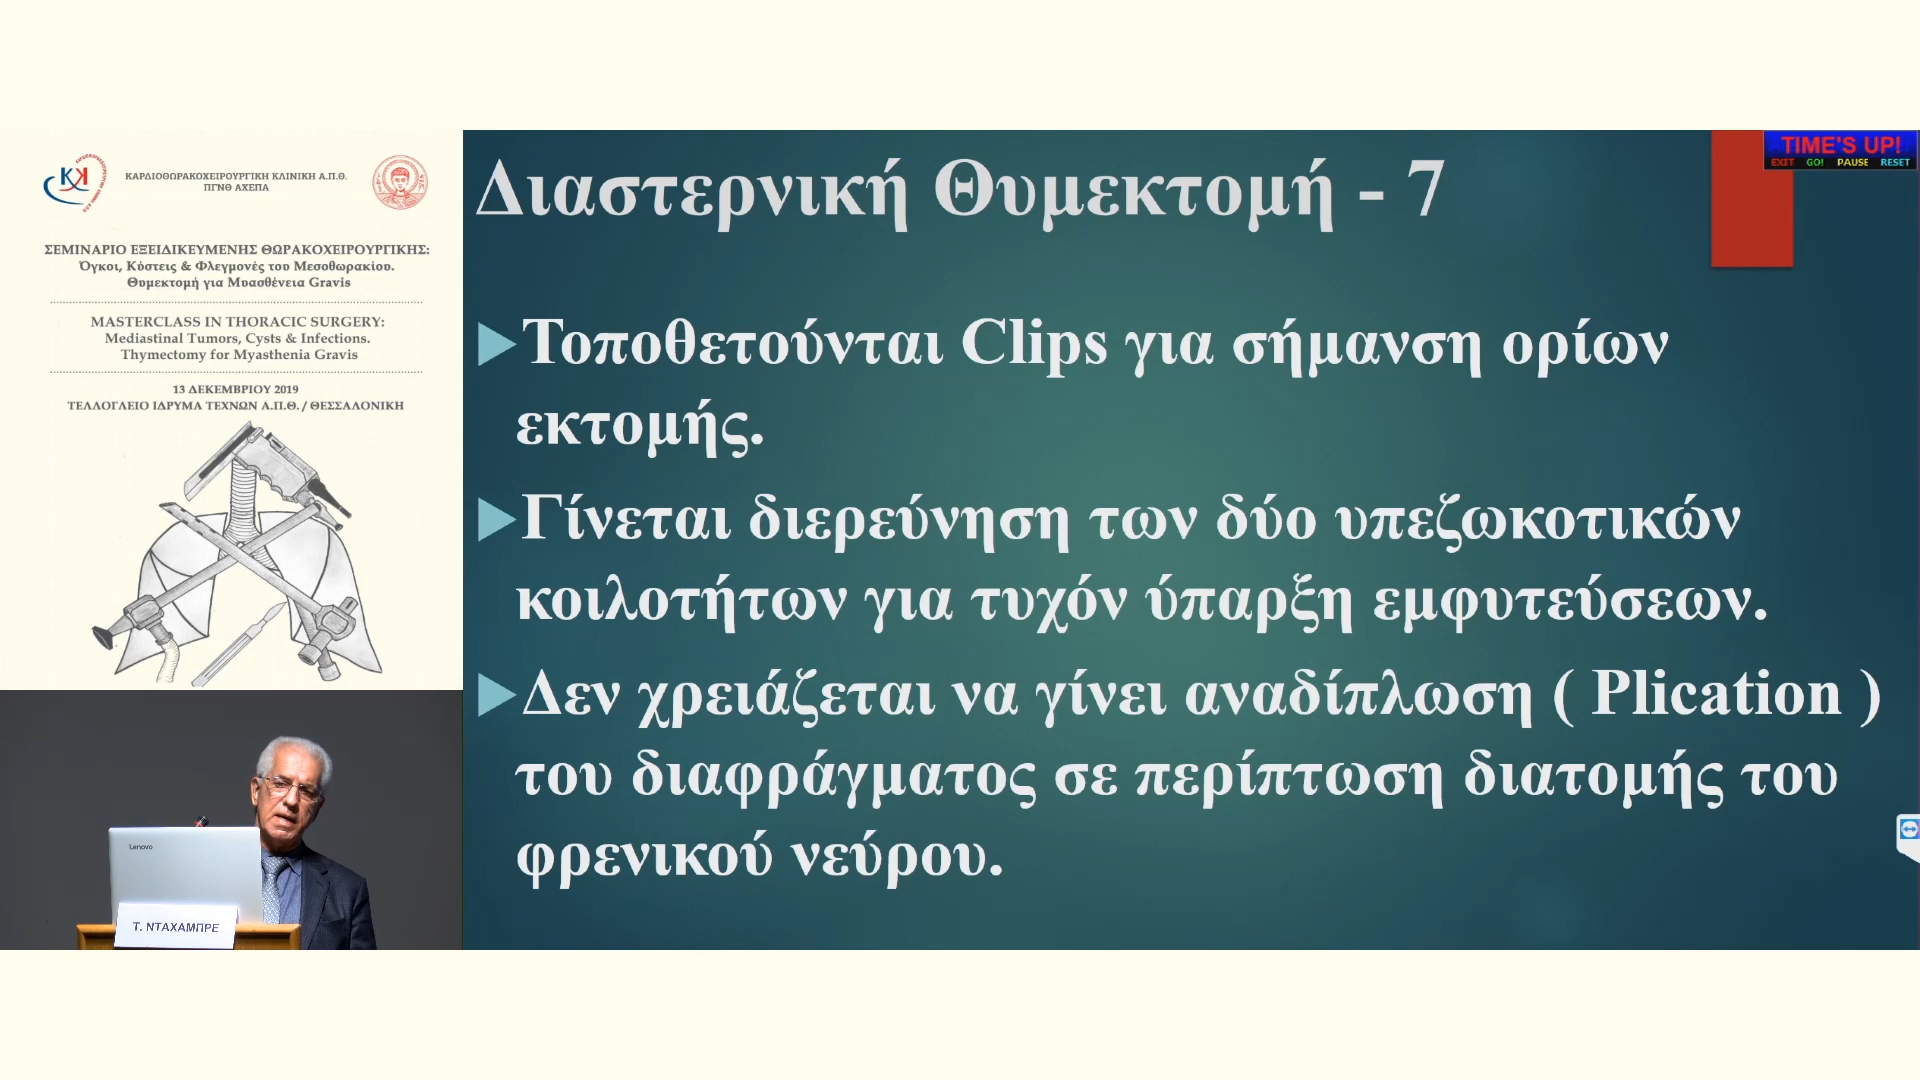 ΚΑΡΔΙΟΘΩΡΑΚΟΧΕΙΡΟΥΡΓΙΚΗ ΚΛΙΝΙΚΗ Α.Π.Θ.
ΠΓΝΘ ΑΧΕΠΑ
ΣΕΜΙΝΑΡΙΟ ΕΞΕΙΔΙΚΕΥΜΕΝΗΣ ΘΩΡΑΚΟΧΕΙΡΟΥΡΓΙΚΗΣ:
Όγκοι, Κύστεις & Φλεγμονές του Μεσοθωρακίου.
Θυμεκτομή για Μυασθένεια Gravis
MASTERCLASS IN THORACIC SURGERY:
Mediastinal Tumors, Cysts & Infections.
Thymectomy for Myasthenia Gravis
13 ΔΕΚΕΜΒΡΙΟΥ 2019
ΤΕΛΛΟΓΛΕΙΟ ΙΔΡΥΜΑ ΤΕΧΝΩΝ Α.Π.Θ. / ΘΕΣΣΑΛΟΝΙΚΗ
Lenovo
Τ. ΝΤΑΧΑΜΠΡΕ
TIME'S UP!
EXIT GO! PAUSE RESET
Διαστερνική Θυμεκτομή - 7
Τοποθετούνται Clips για σήμανση ορίων
εκτομής.
Γίνεται διερεύνηση των δύο υπεζωκοτικών
κοιλοτήτων για τυχόν ύπαρξη εμφυτεύσεων.
Δεν χρειάζεται να γίνει αναδίπλωση ( Plication )
του διαφράγματος σε περίπτωση διατομής του
φρενικού νεύρου.